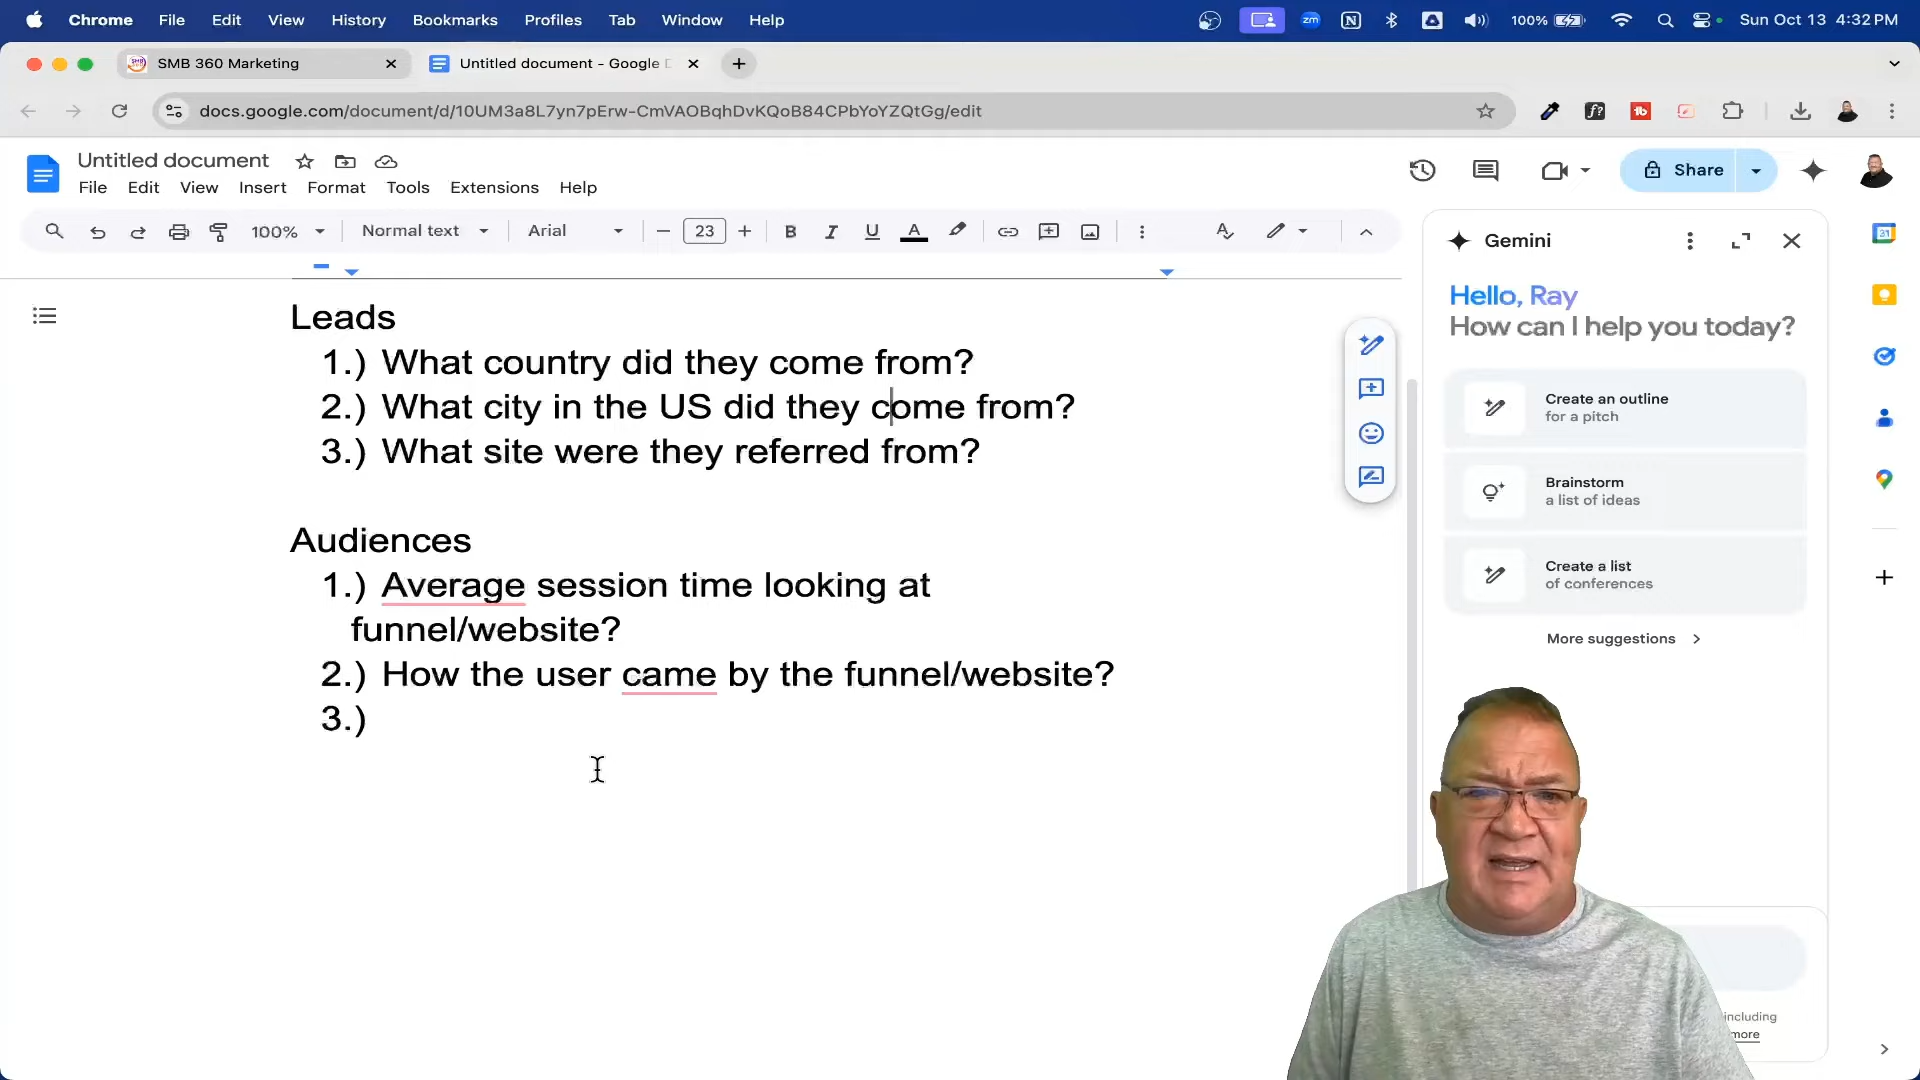 Chrome File Edit View History Bookmarks Profiles Tab Window Help zm 100% Sun Oct 13 4:32 PM
SMB 360 Marketing Untitled document - Google
docs.google.com/document/d/10UM3a8L7yn7pErw-CmVAOBqhDvKQoB84CPbYoYZQtGg/edit
Untitled document
File Edit View Insert Format Tools Extensions Help
Share
100% Normal text Arial 23 B I U A
Gemini
Hello, Ray
How can I help you today?
Create an outline
for a pitch
Brainstorm
a list of ideas
Create a list
of conferences
More suggestions
including
more
Leads
1.) What country did they come from?
2.) What city in the US did they come from?
3.) What site were they referred from?
Audiences
1.) Average session time looking at
funnel/website?
2.) How the user came by the funnel/website?
3.)